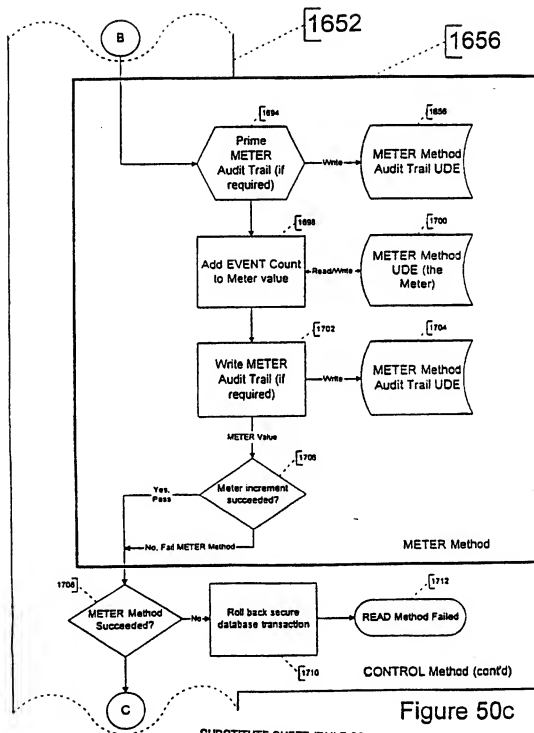 B
1652
1656
1694
Prime
METER
Audit Trail (if
required)
Write
1656
METER Method
Audit Trail UDE
1698
Add EVENT Count
to Meter value
Read/Write
1700
METER Method
UDE (the
Meter)
1702
Write METER
Audit Trail (if
required)
Write
1704
METER Method
Audit Trail UDE
METER Value
1706
Meter increment
succeeded?
Yes,
Pass
No, Fail METER Method
METER Method
1708
METER Method
Succeeded?
No
Roll back secure
database transaction
1710
1712
READ Method Failed
CONTROL Method (cont'd)
C
Figure 50c